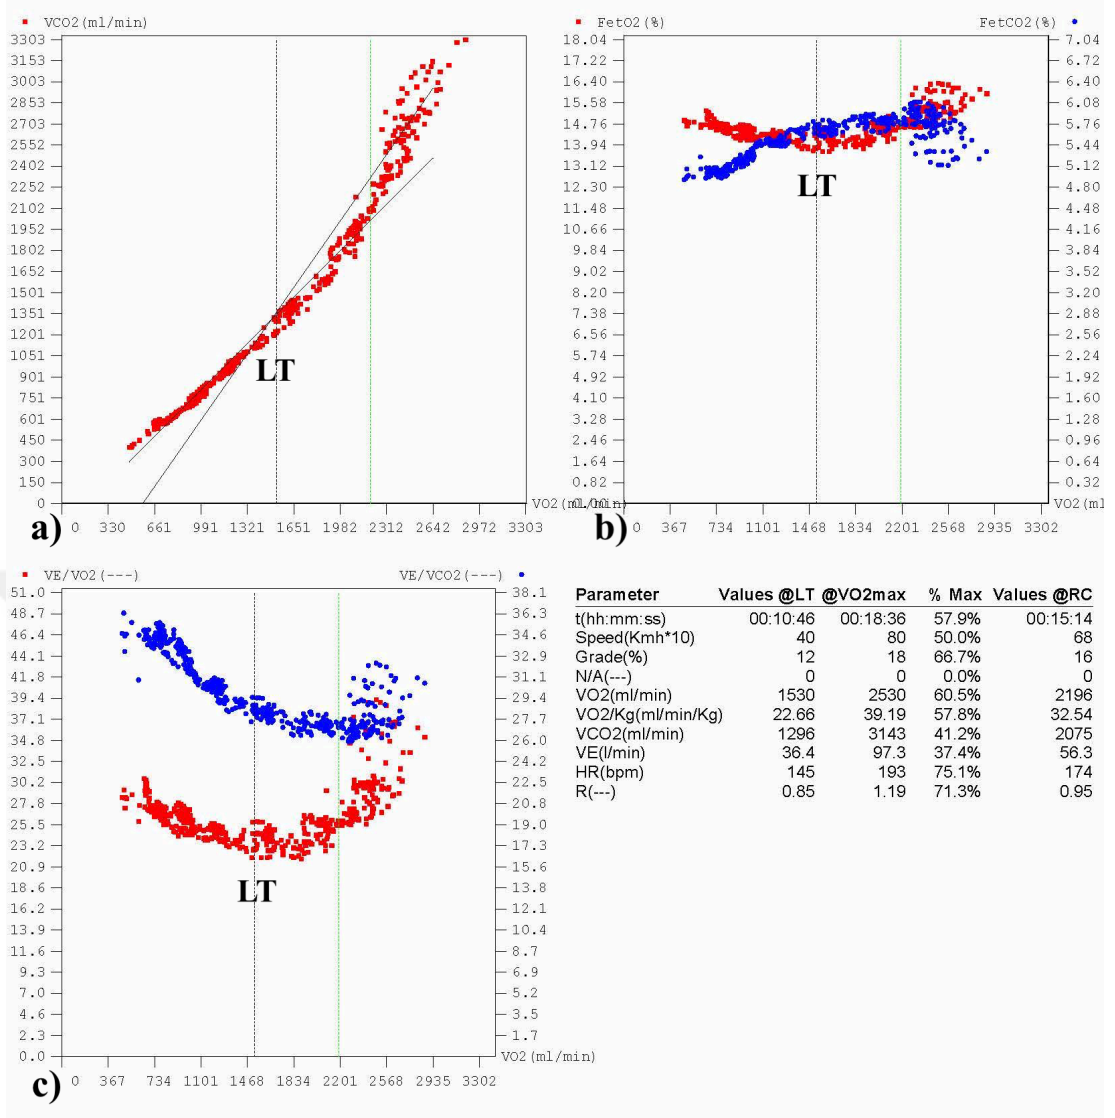 VCO2(ml/min)
3303
3153
3003
2853
2703
2552
2402
2252
2102
1952
1802
1652
1501
1351
1201
1051
901
751
601
450
300
150
0
LT
VO2(ml/min)
0 330 661 991 1321 1651 1982 2312 2642 2972 3303
a)
FetO2(%) FetCO2(%)
18.04 7.04
17.22 6.72
16.40 6.40
15.58 6.08
14.76 5.76
13.94 5.44
13.12 5.12
12.30 4.80
11.48 4.48
10.66 4.16
9.84 3.84
9.02 3.52
8.20 3.20
7.38 2.88
6.56 2.56
5.74 2.24
4.92 1.92
4.10 1.60
3.28 1.28
2.46 0.96
1.64 0.64
0.82 0.32
LT
VO2(ml
0 367 734 1101 1468 1834 2201 2568 2935 3302
b)
VE/VO2(---) VE/VCO2(---)
51.0 38.1
48.7 36.3
46.4 34.6
44.1 32.9
41.8 31.2
39.4 29.4
37.1 27.7
34.8 26.0
32.5 24.2
30.2 22.5
27.8 20.8
25.5 19.0
23.2 17.3
20.9 15.6
18.6 13.8
16.2 12.1
13.9 10.4
11.6 8.7
9.3 6.9
7.0 5.2
4.6 3.5
2.3 1.7
0.0
LT
VO2(ml/min)
0 367 734 1101 1468 1834 2201 2568 2935 3302
c)
Parameter Values @LT @VO2max % Max Values @RC
t(hh:mm:ss) 00:10:46 00:18:36 57.9% 00:15:14
Speed(Kmh*10) 40 80 50.0% 68
Grade(%) 12 18 66.7% 16
N/A(---) 0 0 0.0% 0
VO2(ml/min) 1530 2530 60.5% 2196
VO2/Kg(ml/min/Kg) 22.66 39.19 57.8% 32.54
VCO2(ml/min) 1296 3143 41.2% 2075
VE(l/min) 36.4 97.3 37.4% 56.3
HR(bpm) 145 193 75.1% 174
R(---) 0.85 1.19 71.3% 0.95